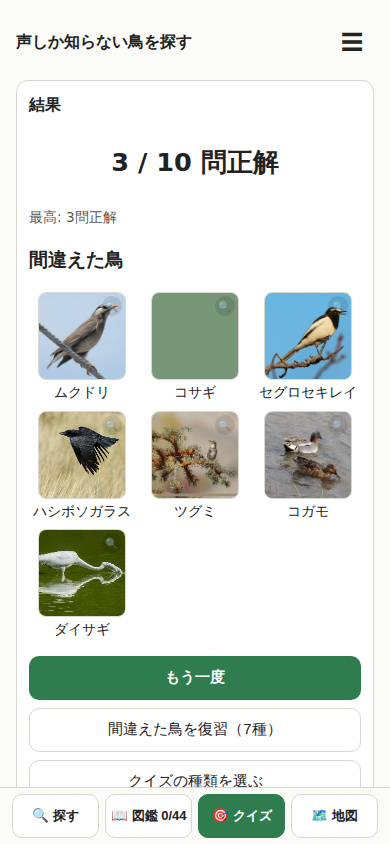 声しか知らない鳥を探す
結果
3 / 10 問正解
最高: 3問正解
間違えた鳥
ムクドリ
コサギ
セグロセキレイ
ハシボソガラス
ツグミ
コガモ
ダイサギ
もう一度
間違えた鳥を復習（7種）
クイズの種類を選ぶ
探す
図鑑 0/44
クイズ
地図